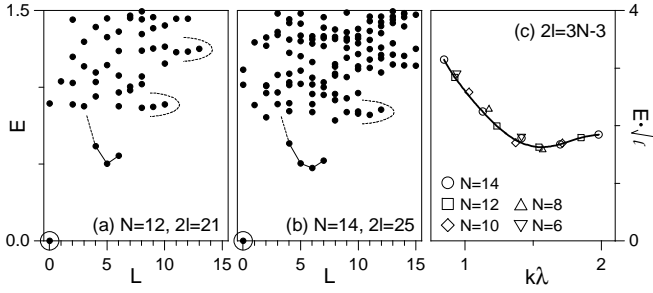 1.5
E
0.0
(a) N=12, 2l=21
0 5 10 15
L
(b) N=14, 2l=25
0 5 10 15
L
(c) 2l=3N-3
4
E·√l
0
N=14
N=12 N=8
N=10 N=6
1 2
kλ